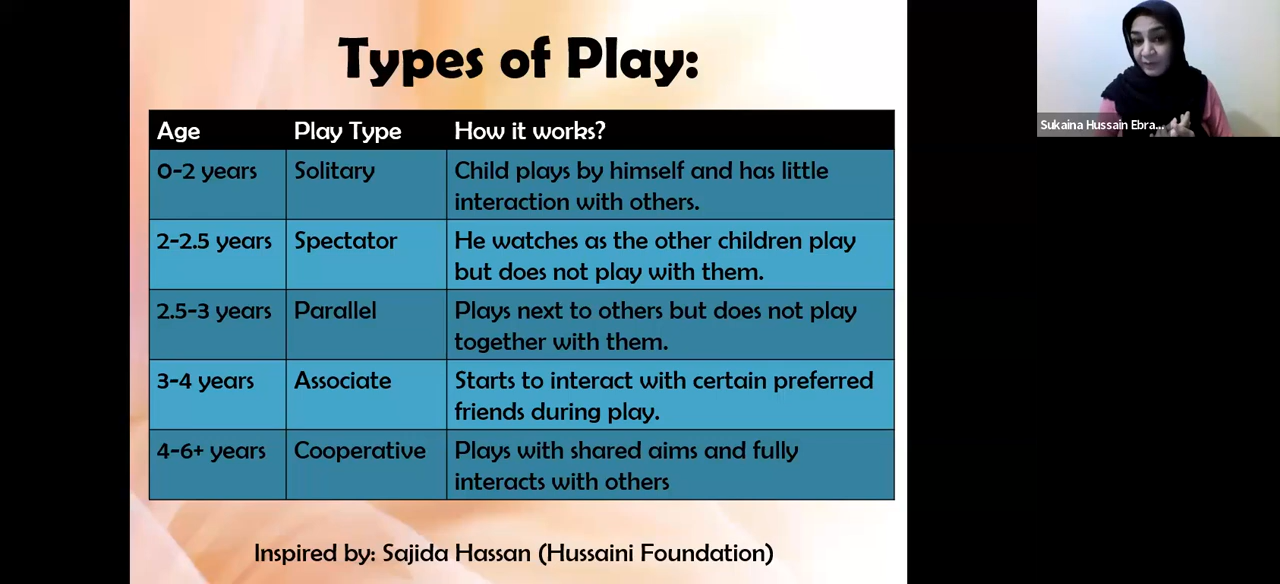 Types of Play:
Age Play Type How it works?
0-2 years Solitary Child plays by himself and has little
interaction with others.
2-2.5 years Spectator He watches as the other children play
but does not play with them.
2.5-3 years Parallel Plays next to others but does not play
together with them.
3-4 years Associate Starts to interact with certain preferred
friends during play.
4-6+ years Cooperative Plays with shared aims and fully
interacts with others
Inspired by: Sajida Hassan (Hussaini Foundation)
Sukaina Hussain Ebra...